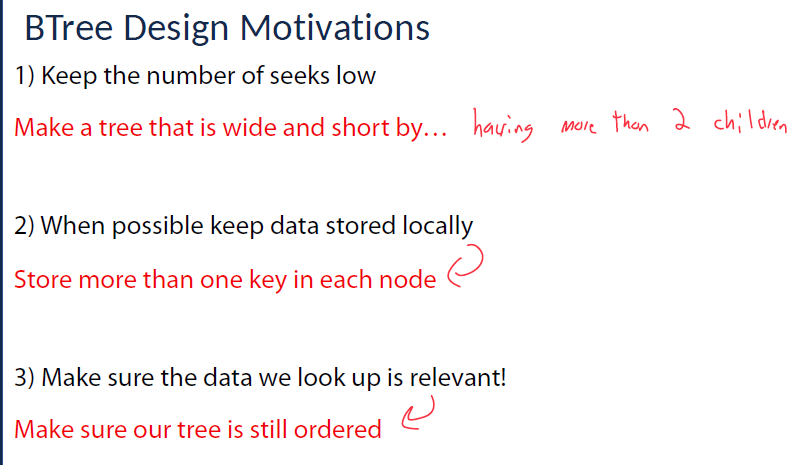 BTree Design Motivations
1) Keep the number of seeks low
Make a tree that is wide and short by… having more than 2 children
2) When possible keep data stored locally
Store more than one key in each node
3) Make sure the data we look up is relevant!
Make sure our tree is still ordered